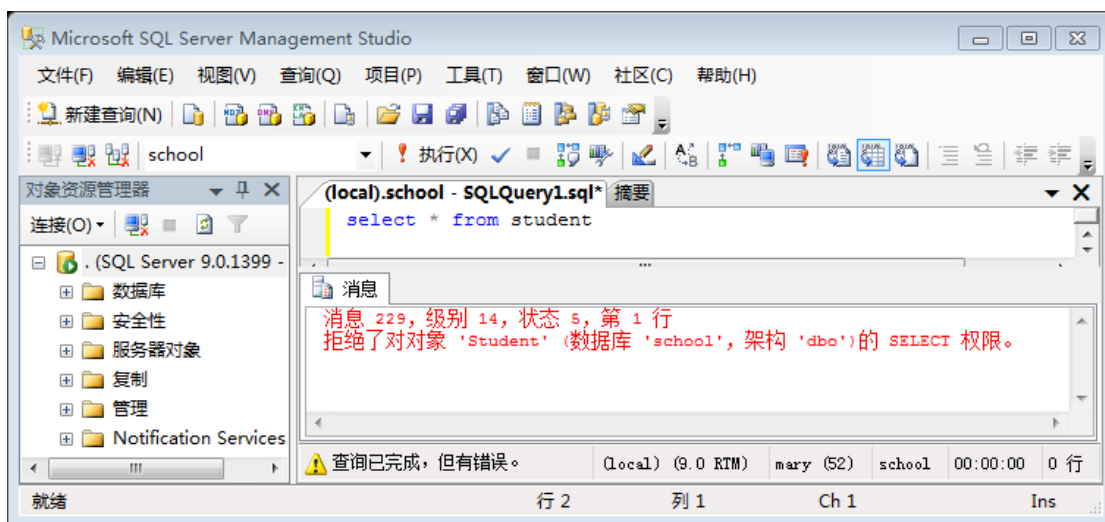 Microsoft SQL Server Management Studio
文件(F) 编辑(E) 视图(V) 查询(Q) 项目(P) 工具(T) 窗口(W) 社区(C) 帮助(H)
新建查询(N)
school 执行(X)
对象资源管理器
(local).school - SQLQuery1.sql* 摘要
连接(O)
select * from student
. (SQL Server 9.0.1399 -
数据库
安全性
服务器对象
复制
管理
Notification Services
消息
消息 229，级别 14，状态 5，第 1 行
拒绝了对对象 'Student' (数据库 'school'，架构 'dbo')的 SELECT 权限。
查询已完成，但有错误。 (local) (9.0 RTM) mary (52) school 00:00:00 0 行
就绪 行 2 列 1 Ch 1 Ins